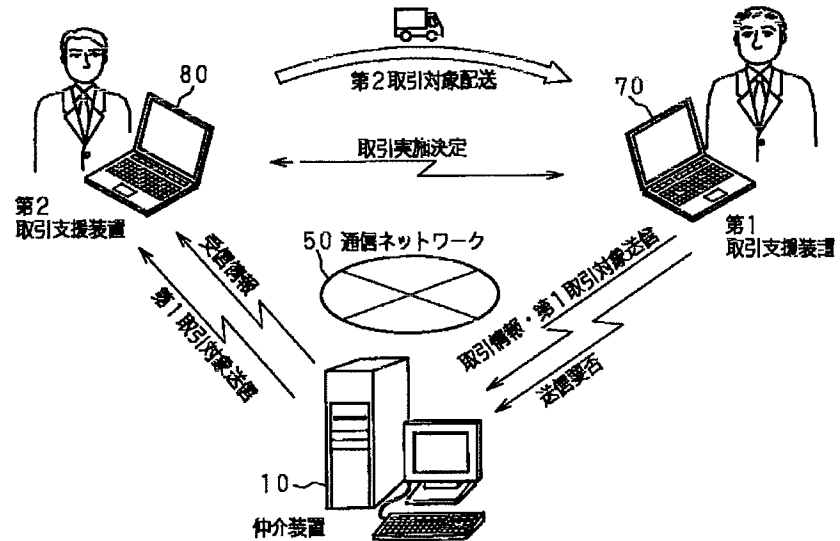 80
第2取引対象配送
70
取引実施決定
第2
取引支援装置
第1
取引支援装置
50 通信ネットワーク
受信情報
第1取引対象送信
取引情報・第1取引対象送信
送信要否
10
仲介装置